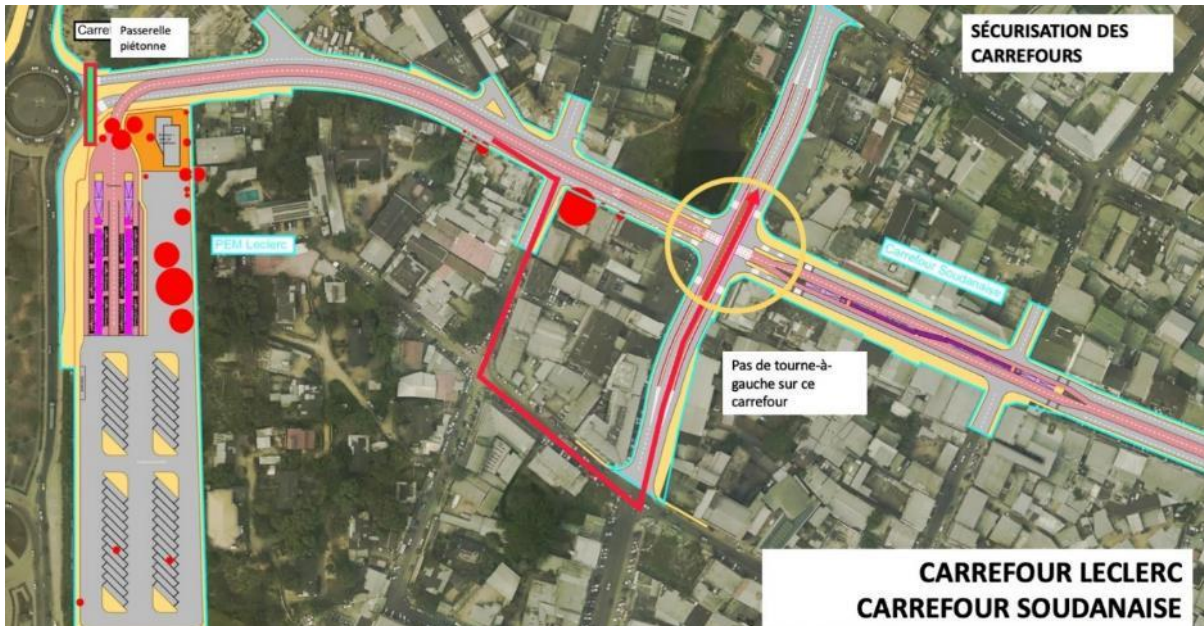 Carref
Passerelle
piétonne
SÉCURISATION DES
CARREFOURS
PEM Leclerc
Carrefour Soudanaise
Pas de tourne-à-
gauche sur ce
carrefour
CARREFOUR LECLERC
CARREFOUR SOUDANAISE